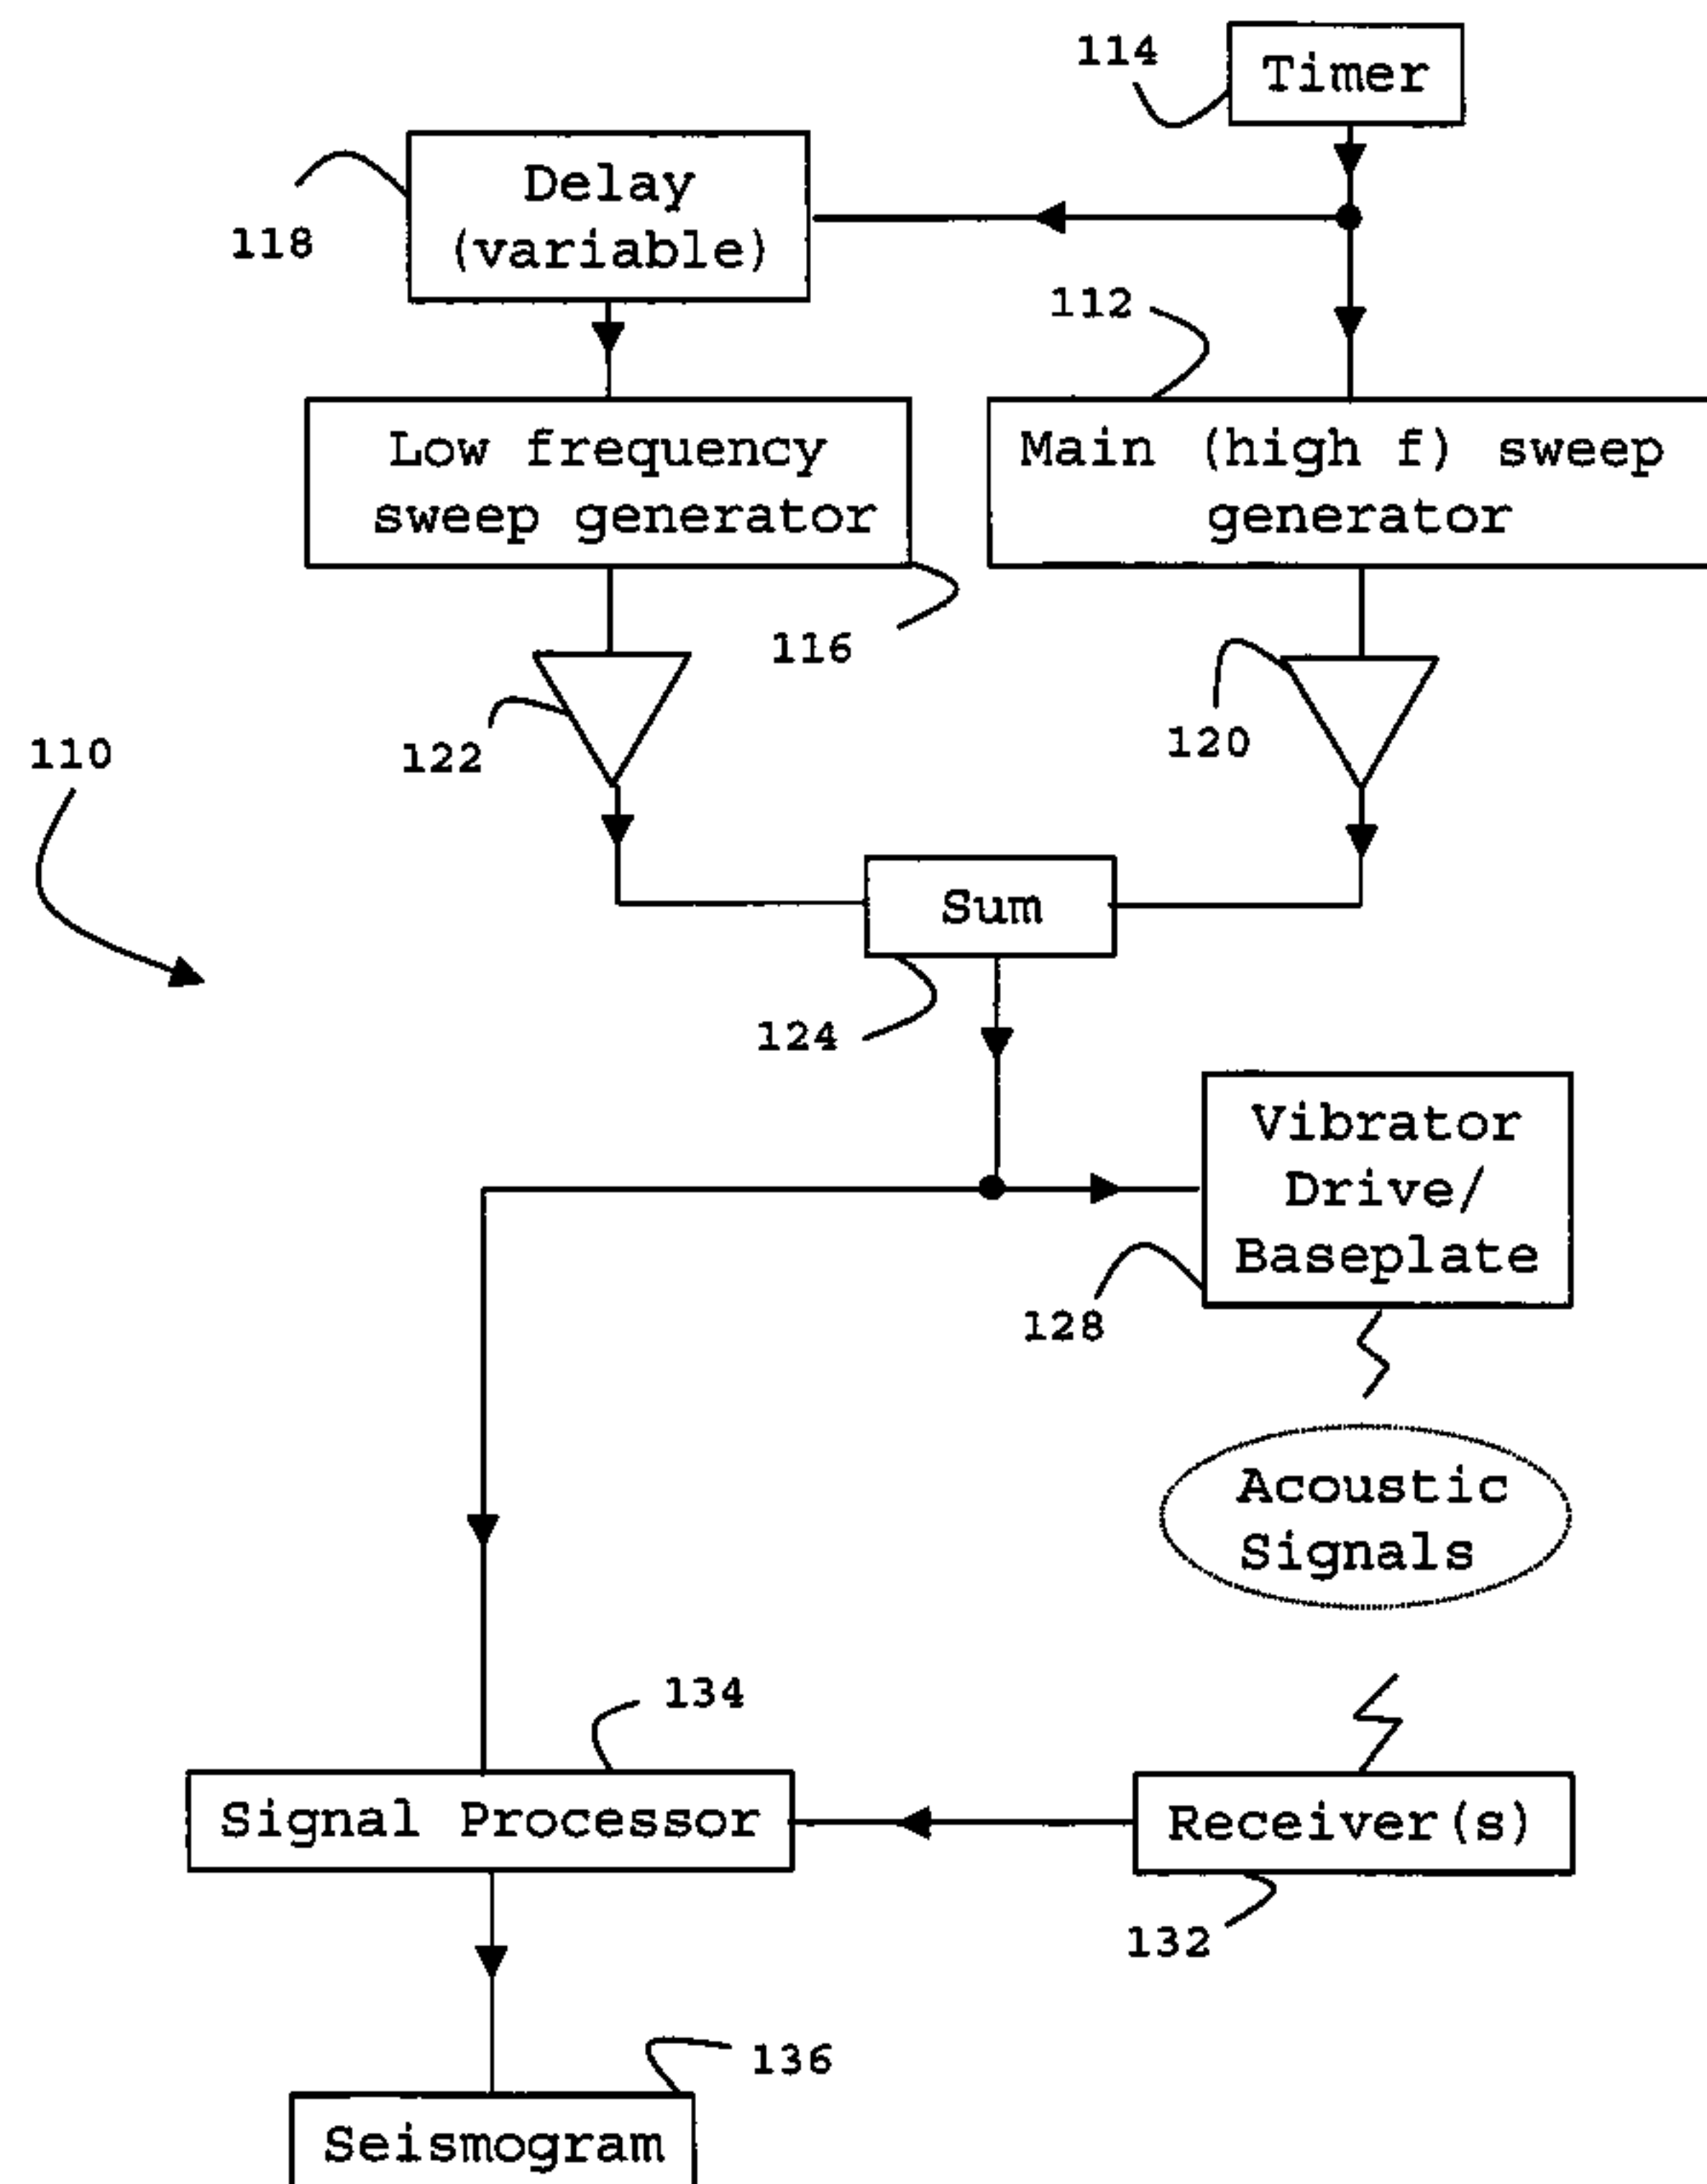 114
Timer
Delay
(variable)
118
112
Low frequency
sweep generator
Main (high f) sweep
generator
116
122
120
110
Sum
124
Vibrator
Drive/
Baseplate
128
Acoustic
Signals
134
Signal Processor
Receiver(s)
132
136
Seismogram